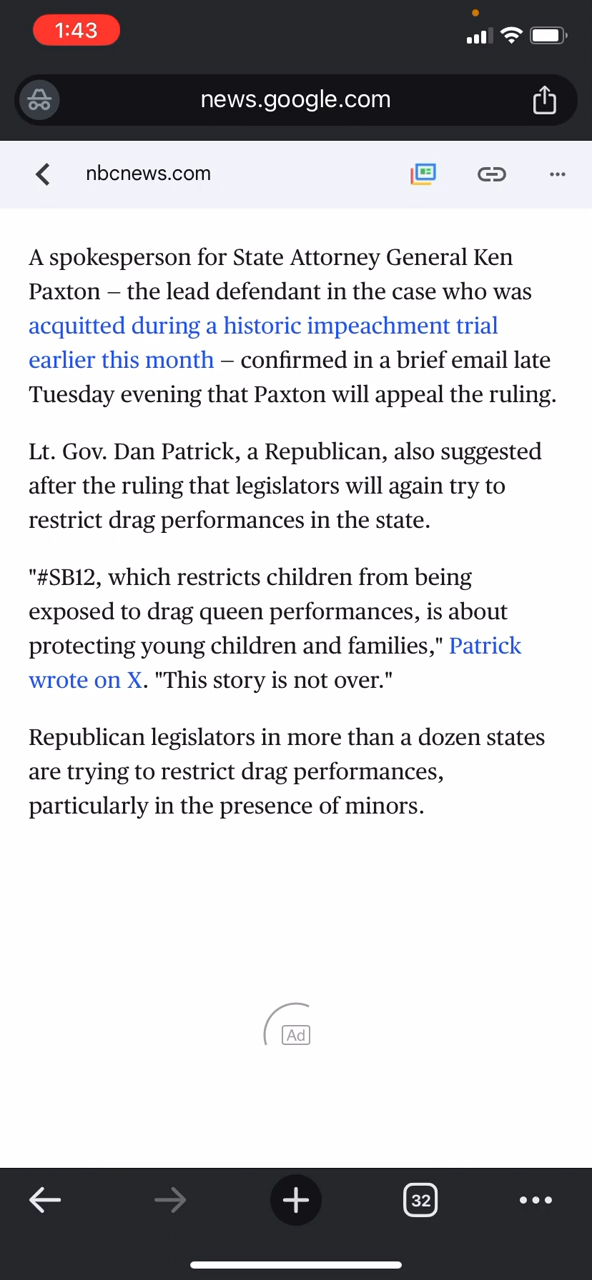 1:43
news.google.com
nbcnews.com
A spokesperson for State Attorney General Ken
Paxton — the lead defendant in the case who was
acquitted during a historic impeachment trial
earlier this month — confirmed in a brief email late
Tuesday evening that Paxton will appeal the ruling.
Lt. Gov. Dan Patrick, a Republican, also suggested
after the ruling that legislators will again try to
restrict drag performances in the state.
"#SB12, which restricts children from being
exposed to drag queen performances, is about
protecting young children and families," Patrick
wrote on X. "This story is not over."
Republican legislators in more than a dozen states
are trying to restrict drag performances,
particularly in the presence of minors.
Ad
32